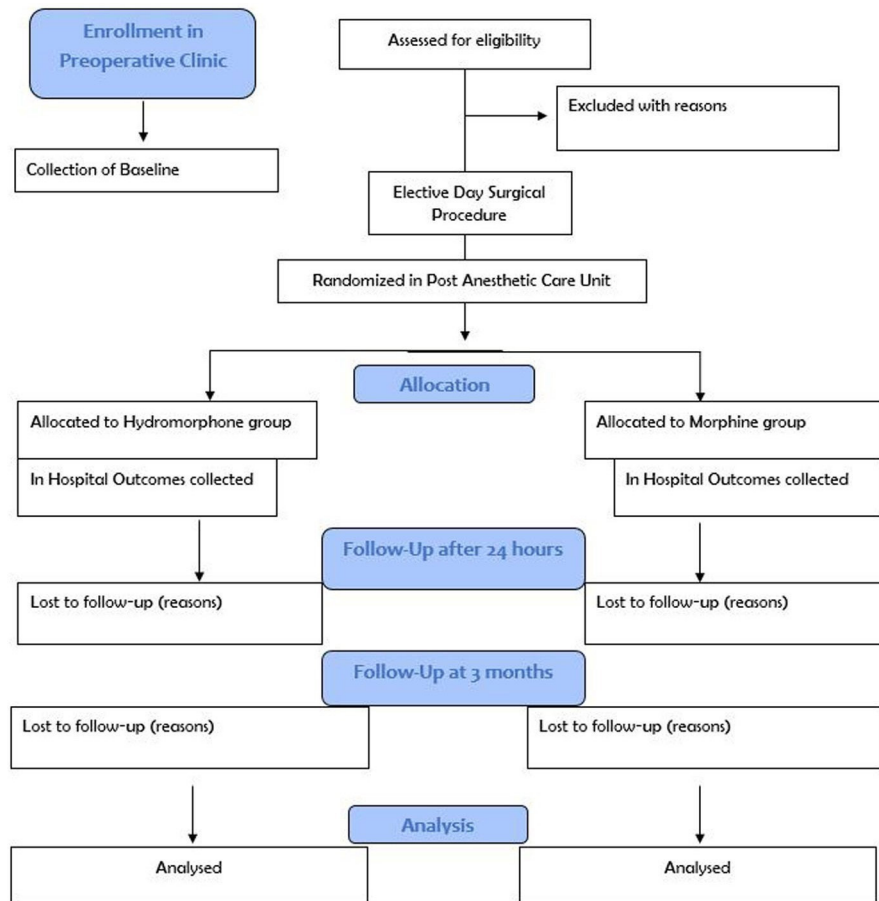 Enrollment in
Preoperative Clinic
Assessed for eligibility
Excluded with reasons
Collection of Baseline
Elective Day Surgical
Procedure
Randomized in Post Anesthetic Care Unit
Allocation
Allocated to Hydromorphone group
Allocated to Morphine group
In Hospital Outcomes collected
In Hospital Outcomes collected
Follow-Up after 24 hours
Lost to follow-up (reasons)
Lost to follow-up (reasons)
Follow-Up at 3 months
Lost to follow-up (reasons)
Lost to follow-up (reasons)
Analysis
Analysed
Analysed